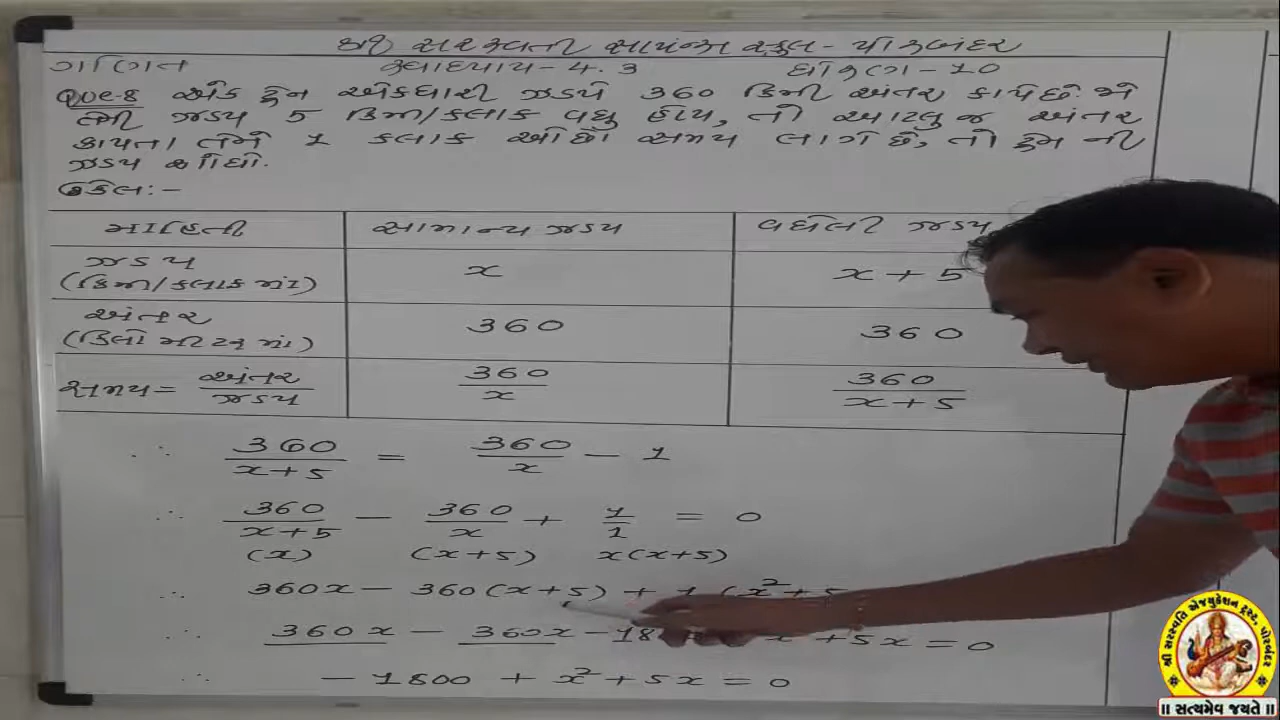 શ્રી સરસ્વતી સાયન્સ સ્કુલ - પોરબંદર
ગણિત સ્વાધ્યાય - 4.3 ધોરણ - 10
Que-8 એક ટ્રેન એકધારી ઝડપે 360 કિમી અંતર કાપે છે. જો
તેની ઝડપ 5 કિમી/કલાક વધુ હોય, તો આટલુ જ અંતર
કાપતા તેને 1 કલાક ઓછો સમય લાગે છે, તો ટ્રેન ની
ઝડપ શોધો.
ઉકેલ:-
માહિતી સામાન્ય ઝડપ વધેલી ઝડપ
ઝડપ (કિમી/કલાક માં) x x + 5
અંતર (કિલો મીટર માં) 360 360
સમય = અંતર/ઝડપ 360/x 360/x+5
∴ 360/x+5 = 360/x - 1
∴ 360/x+5 - 360/x + 1/1 = 0
(x) (x+5) x(x+5)
∴ 360x - 360(x+5) + 1 (x² + 5
∴ 360x - 360x - 18 x + 5x = 0
∴ - 1800 + x² + 5x = 0
શ્રી સરસ્વતિ એજ્યુકેશન ટ્રસ્ટ, પોરબંદર
|| સત્યમેવ જયતે ||